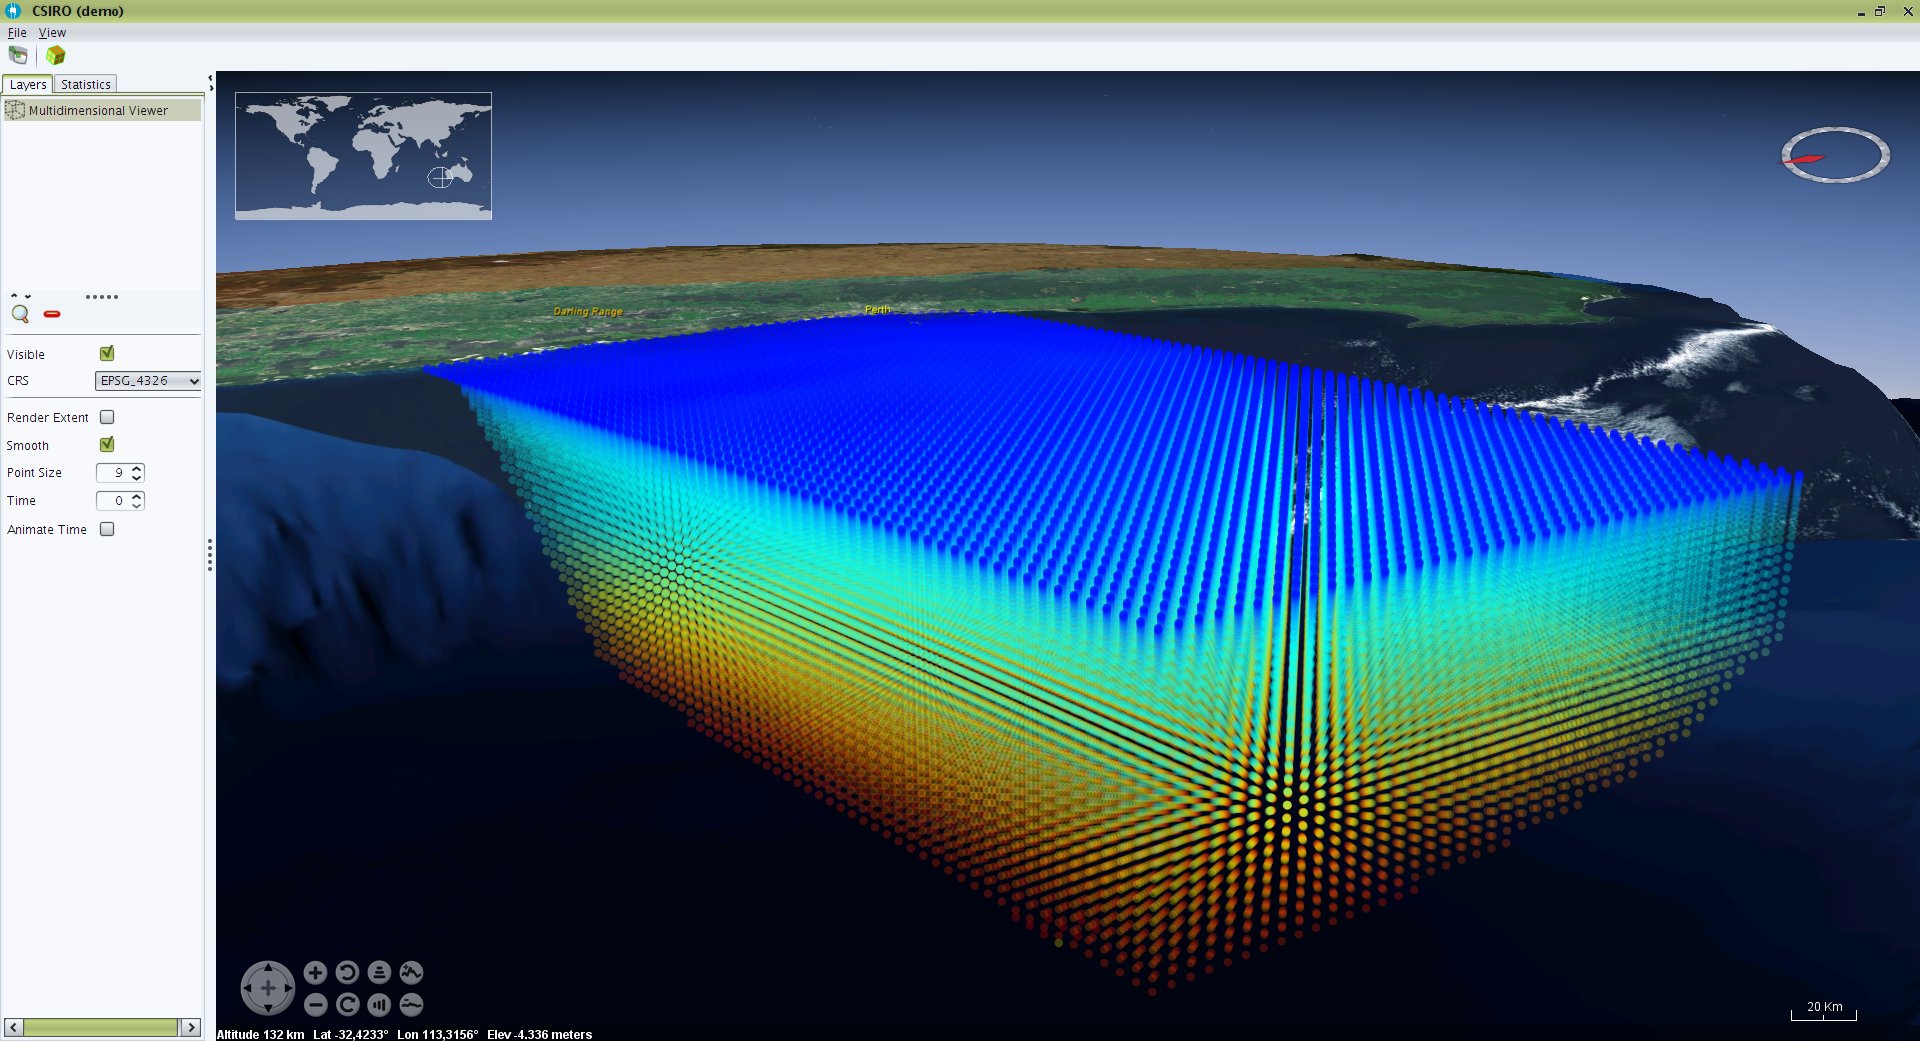 CSIRO (demo)
File View
Layers Statistics
Multidimensional Viewer
Visible
CRS EPSG_4326
Render Extent
Smooth
Point Size 9
Time 0
Animate Time
Darling Range
Perth
20 Km
Altitude 132 km Lat -32,4233° Lon 113,3156° Elev -4.336 meters